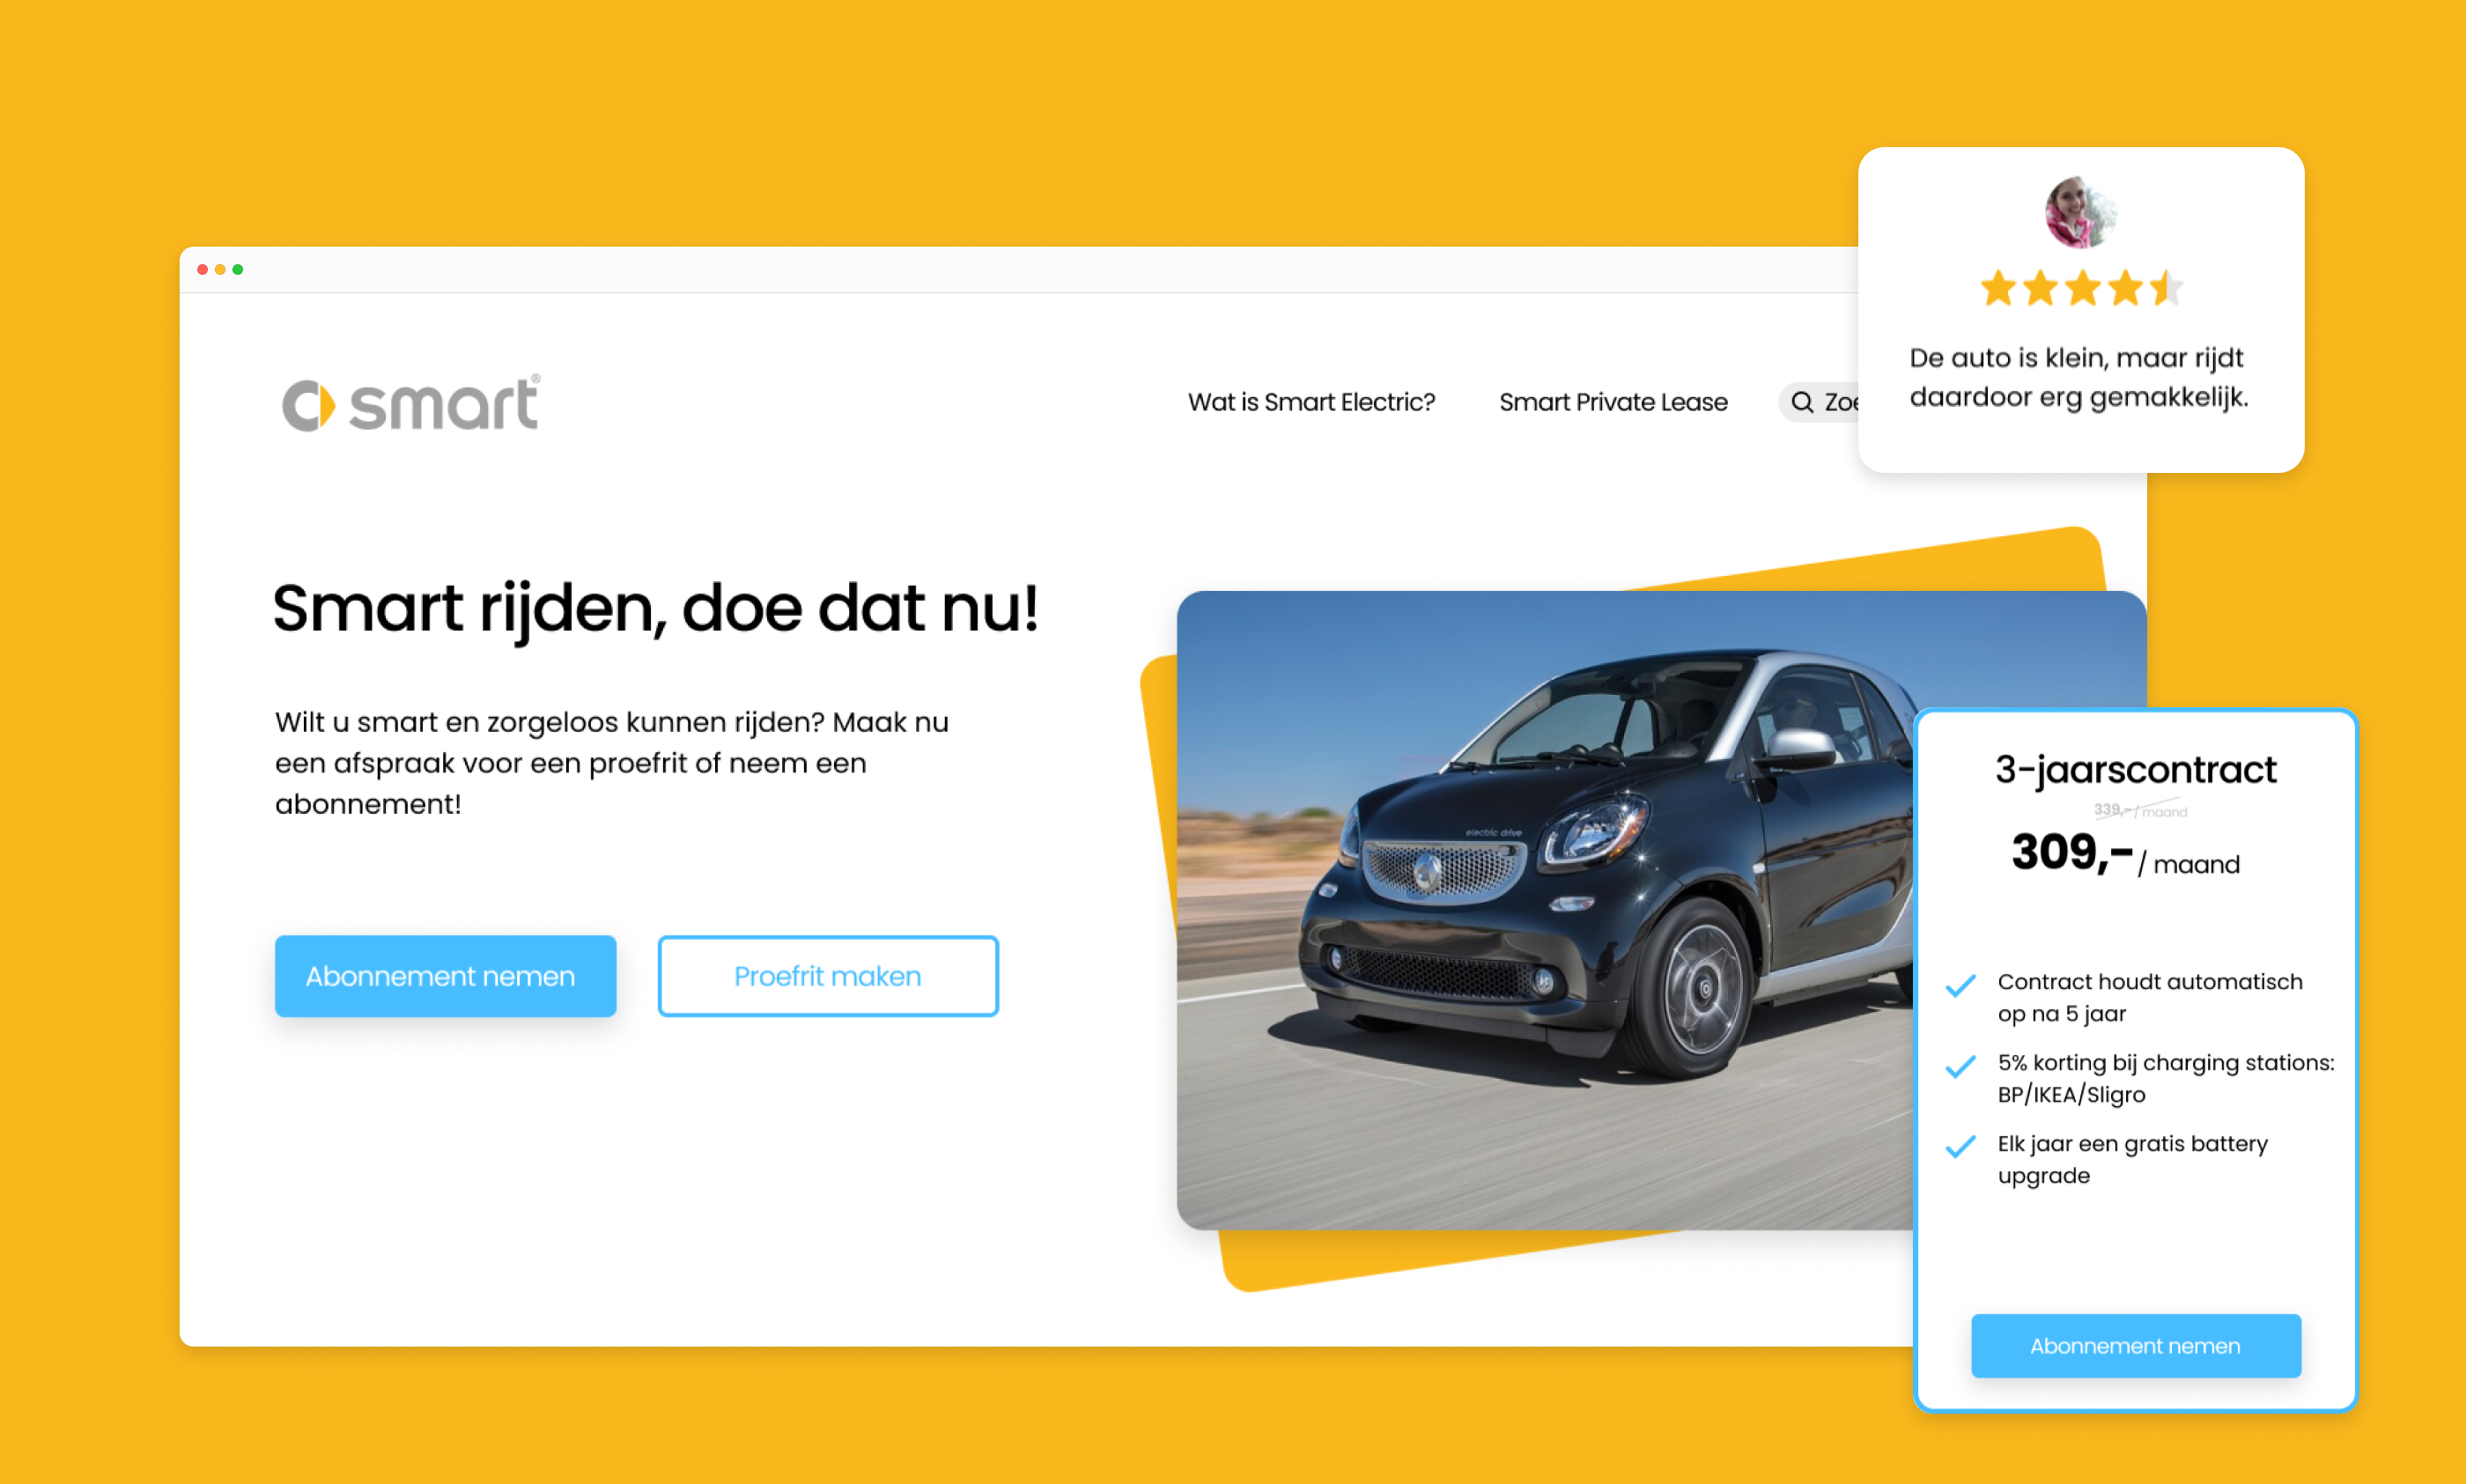 smart®
Wat is Smart Electric?
Smart Private Lease
Zoe
De auto is klein, maar rijdt
daardoor erg gemakkelijk.
Smart rijden, doe dat nu!
Wilt u smart en zorgeloos kunnen rijden? Maak nu
een afspraak voor een proefrit of neem een
abonnement!
Abonnement nemen
Proefrit maken
electric drive
3-jaarscontract
339,-/ maand
309,-/ maand
Contract houdt automatisch
op na 5 jaar
5% korting bij charging stations:
BP/IKEA/Sligro
Elk jaar een gratis battery
upgrade
Abonnement nemen